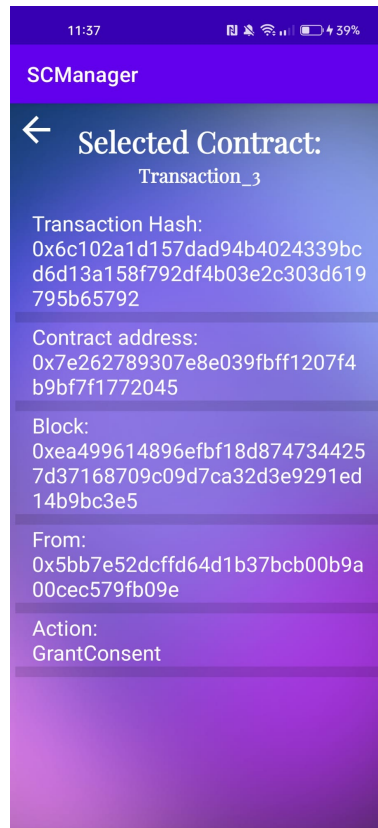 11:37
39%
SCManager
Selected Contract:
Transaction_3
Transaction Hash:
0x6c102a1d157dad94b4024339bc
d6d13a158f792df4b03e2c303d619
795b65792
Contract address:
0x7e262789307e8e039fbff1207f4
b9bf7f1772045
Block:
0xea499614896efbf18d874734425
7d37168709c09d7ca32d3e9291ed
14b9bc3e5
From:
0x5bb7e52dcffd64d1b37bcb00b9a
00cec579fb09e
Action:
GrantConsent